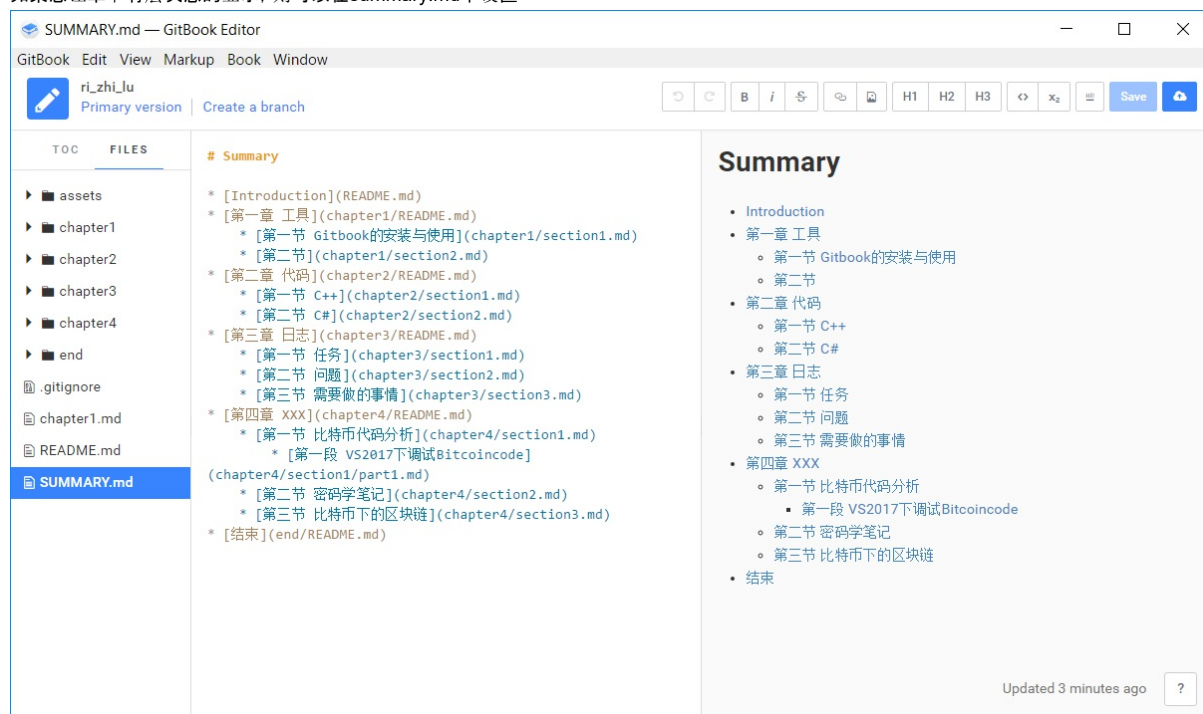 SUMMARY.md — GitBook Editor
GitBook Edit View Markup Book Window
ri_zhi_lu
Primary version Create a branch
B i S H1 H2 H3 <> x₂ Save
TOC FILES
assets
chapter1
chapter2
chapter3
chapter4
end
.gitignore
chapter1.md
README.md
SUMMARY.md
# Summary
* [Introduction](README.md)
* [第一章 工具](chapter1/README.md)
* [第一节 Gitbook的安装与使用](chapter1/section1.md)
* [第二节](chapter1/section2.md)
* [第二章 代码](chapter2/README.md)
* [第一节 C++](chapter2/section1.md)
* [第二节 C#](chapter2/section2.md)
* [第三章 日志](chapter3/README.md)
* [第一节 任务](chapter3/section1.md)
* [第二节 问题](chapter3/section2.md)
* [第三节 需要做的事情](chapter3/section3.md)
* [第四章 XXX](chapter4/README.md)
* [第一节 比特币代码分析](chapter4/section1.md)
* [第一段 VS2017下调试Bitcoincode]
(chapter4/section1/part1.md)
* [第二节 密码学笔记](chapter4/section2.md)
* [第三节 比特币下的区块链](chapter4/section3.md)
* [结束](end/README.md)
Summary
Introduction
第一章 工具
第一节 Gitbook的安装与使用
第二节
第二章 代码
第一节 C++
第二节 C#
第三章 日志
第一节 任务
第二节 问题
第三节 需要做的事情
第四章 XXX
第一节 比特币代码分析
第一段 VS2017下调试Bitcoincode
第二节 密码学笔记
第三节 比特币下的区块链
结束
Updated 3 minutes ago ?